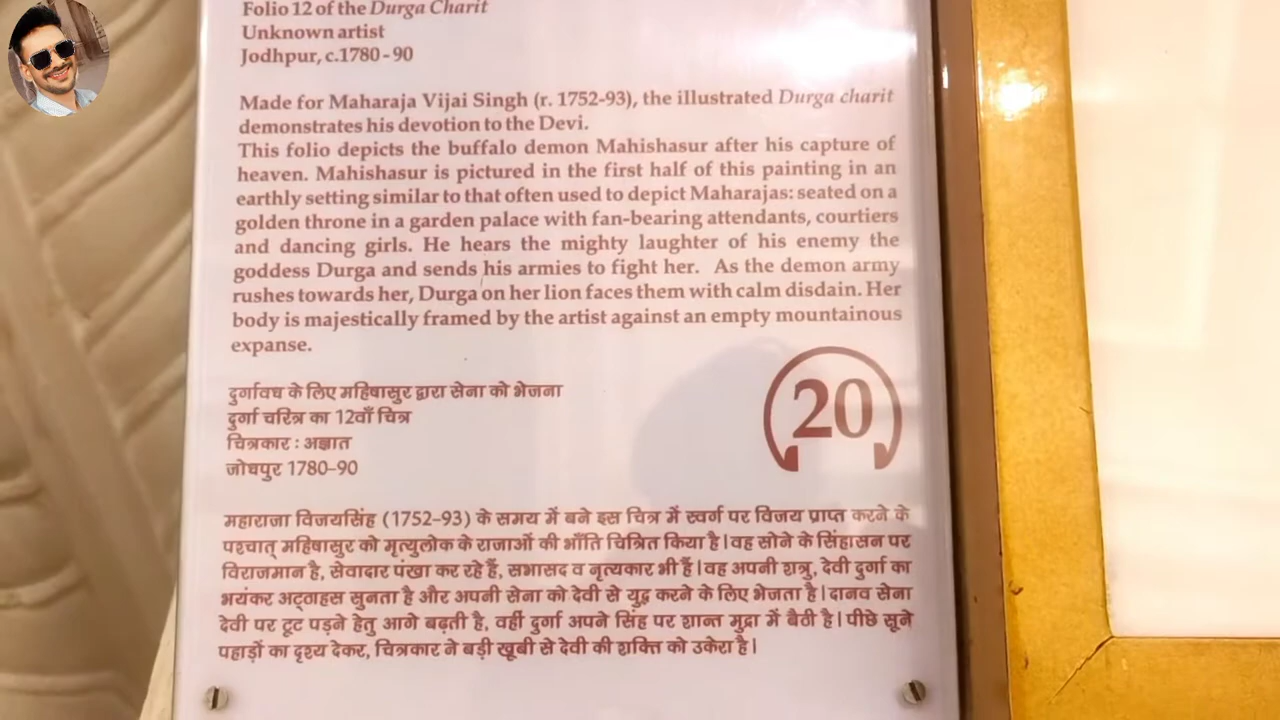 Folio 12 of the Durga Charit
Unknown artist
Jodhpur, c.1780-90
Made for Maharaja Vijai Singh (r. 1752-93), the illustrated Durga charit
demonstrates his devotion to the Devi.
This folio depicts the buffalo demon Mahishasur after his capture of
heaven. Mahishasur is pictured in the first half of this painting in an
earthly setting similar to that often used to depict Maharajas: seated on a
golden throne in a garden palace with fan-bearing attendants, courtiers
and dancing girls. He hears the mighty laughter of his enemy the
goddess Durga and sends his armies to fight her. As the demon army
rushes towards her, Durga on her lion faces them with calm disdain. Her
body is majestically framed by the artist against an empty mountainous
expanse.
20
दुर्गावध के लिए महिषासुर द्वारा सेना को भेजना
दुर्गा चरित्र का 12वाँ चित्र
चित्रकार : अज्ञात
जोधपुर 1780-90
महाराजा विजयसिंह (1752-93) के समय में बने इस चित्र में स्वर्ग पर विजय प्राप्त करने के
पश्चात् महिषासुर को मृत्युलोक के राजाओं की भाँति चित्रित किया है। वह सोने के सिंहासन पर
विराजमान है, सेवादार पंखा कर रहे हैं, सभासद व नृत्यकार भी हैं। वह अपनी शत्रु, देवी दुर्गा का
भयंकर अट्ठाहस सुनता है और अपनी सेना को देवी से युद्ध करने के लिए भेजता है। दानव सेना
देवी पर टूट पड़ने हेतु आगे बढ़ती है, वहीं दुर्गा अपने सिंह पर शान्त मुद्रा में बैठी है। पीछे सूने
पहाड़ों का दृश्य देकर, चित्रकार ने बड़ी खूबी से देवी की शक्ति को उकेरा है।